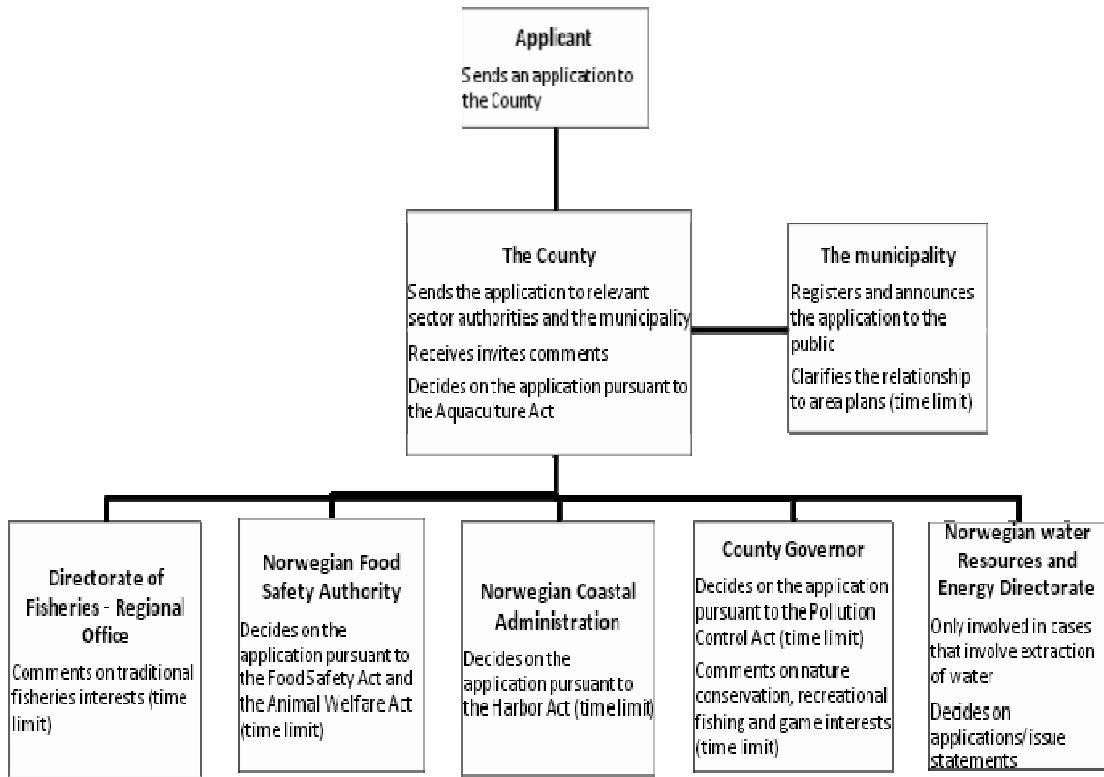 Applicant
Sends an application to
the County
The County
Sends the application to relevant
sector authorities and the municipality
Receives invites comments
Decides on the application pursuant to
the Aquaculture Act
The municipality
Registers and announces
the application to the
public
Clarifies the relationship
to area plans (time limit)
Directorate of
Fisheries - Regional
Office
Comments on traditional
fisheries interests (time
limit)
Norwegian Food
Safety Authority
Decides on the
application pursuant to
the Food Safety Act and
the Animal Welfare Act
(time limit)
Norwegian Coastal
Administration
Decides on the
application pursuant to
the Harbor Act (time limit)
County Governor
Decides on the application
pursuant to the Pollution
Control Act (time limit)
Comments on nature
conservation, recreational
fishing and game interests
(time limit)
Norwegian water
Resources and
Energy Directorate
Only involved in cases
that involve extraction
of water
Decides on
applications/ issue
statements